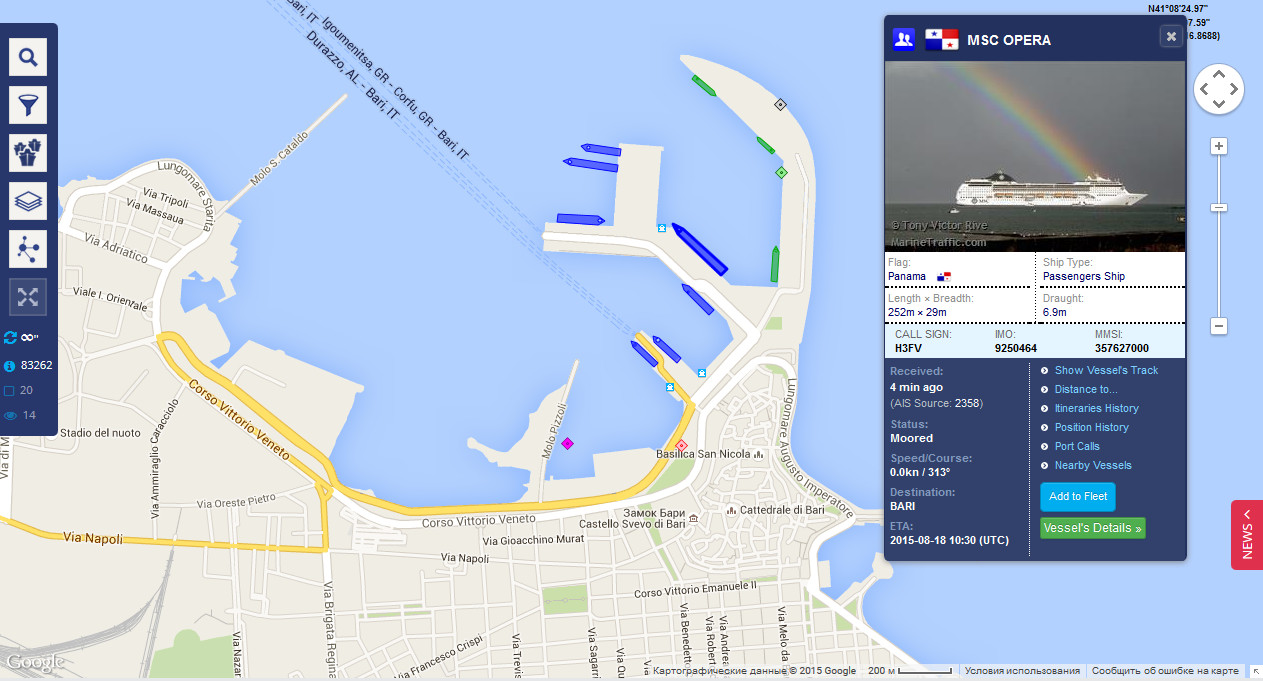 N41°08'24.97"
7.59"
6.8688)
MSC OPERA
© Tony Victor Rive
MarineTraffic.com
Flag:
Panama
Ship Type:
Passengers Ship
Length × Breadth:
252m × 29m
Draught:
6.9m
CALL SIGN:
H3FV
IMO:
9250464
MMSI:
357627000
Received:
4 min ago
(AIS Source: 2358)
Status:
Moored
Speed/Course:
0.0kn / 313°
Destination:
BARI
ETA:
2015-08-18 10:30 (UTC)
Show Vessel's Track
Distance to...
Itineraries History
Position History
Port Calls
Nearby Vessels
Add to Fleet
Vessel's Details »
NEWS
83262
20
14
Bari, IT
Igoumenitsa, GR - Corfu, GR - Bari, IT
Durazzo, AL - Bari, IT
Molo S. Cataldo
Lungomare Starita
Via Tripoli
Via Massaua
Via Adriatico
Viale I. Orientale
Corso Vittorio Veneto
Stadio del nuoto
Via Ammiraglio Caracciolo
Via di M
Via Oreste Pietro
Via Napoli
Molo Pizzoli
Basilica San Nicola
Lungomare Augusto Imperatore
Замок Бари
Castello Svevo di Bari
Cattedrale di Bari
Corso Vittorio Veneto
Via Gioacchino Murat
Via Napoli
Corso Vittorio Emanuele II
Via Brigata Regina
Via Nazar
Via Francesco Crispi
Via Trevis
Via Sagarri
Via Qu
Via Benedetto
Via Robert
Via Andrea
Via Melo da
Google
Картографические данные © 2015 Google
200 м
Условия использования
Сообщить об ошибке на карте